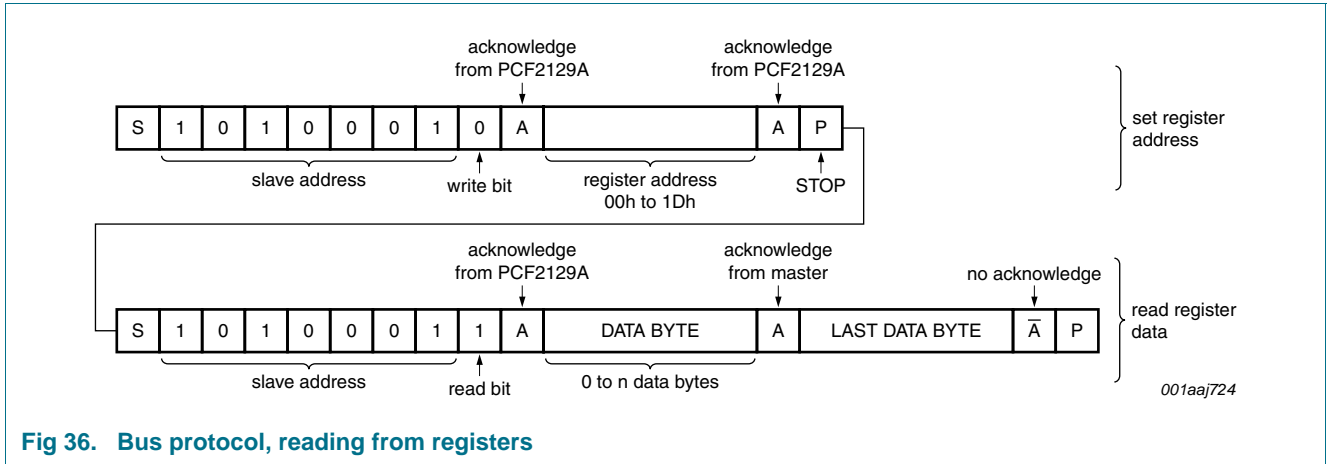 acknowledge
from PCF2129A
acknowledge
from PCF2129A
S 1 0 1 0 0 0 1 0 A A P
set register
address
slave address
write bit
register address
00h to 1Dh
STOP
acknowledge
from PCF2129A
acknowledge
from master
no acknowledge
S 1 0 1 0 0 0 1 1 A DATA BYTE A LAST DATA BYTE A̅ P
read register
data
slave address
read bit
0 to n data bytes
001aaj724
Fig 36. Bus protocol, reading from registers